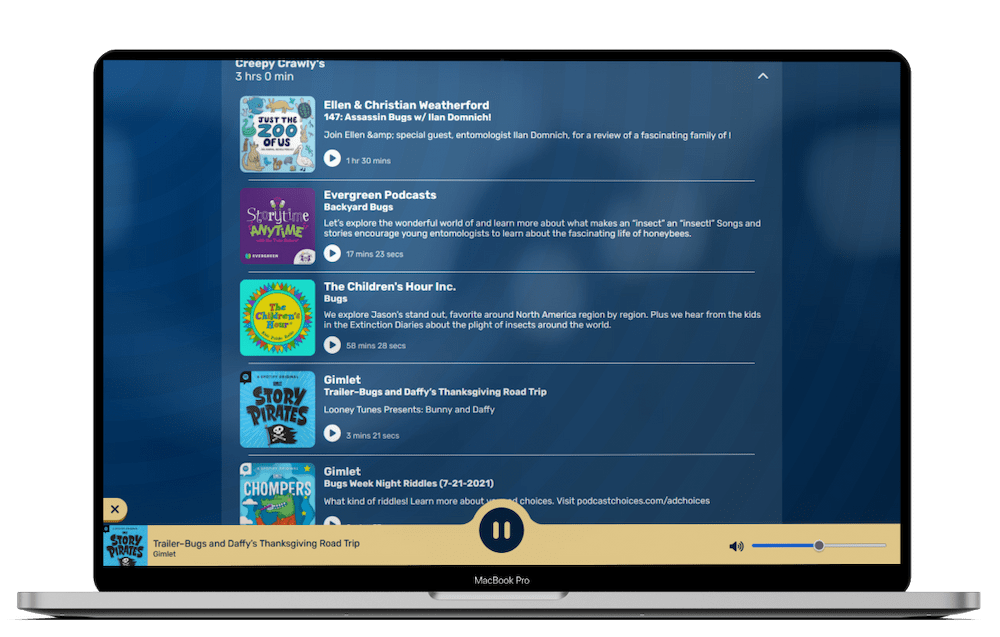 Creepy Crawly's
3 hrs 0 min
JUST THE
ZOO
OF US
Ellen & Christian Weatherford
147: Assassin Bugs w/ Ilan Domnich!
Join Ellen &amp; special guest, entomologist Ilan Domnich, for a review of a fascinating family of i
1 hr 30 mins
Storytime
ANYTIME
EVERGREEN
Evergreen Podcasts
Backyard Bugs
Let's explore the wonderful world of and learn more about what makes an "insect" an "insect!" Songs and
stories encourage young entomologists to learn about the fascinating life of honeybees.
17 mins 23 secs
The
Children's
Hour
The Children's Hour Inc.
Bugs
We explore Jason's stand out, favorite around North America region by region. Plus we hear from the kids
in the Extinction Diaries about the plight of insects around the world.
58 mins 28 secs
STORY
PIRATES
Gimlet
Trailer–Bugs and Daffy's Thanksgiving Road Trip
Looney Tunes Presents: Bunny and Daffy
3 mins 21 secs
CHOMPERS
Gimlet
Bugs Week Night Riddles (7-21-2021)
What kind of riddles! Learn more about choices. Visit podcastchoices.com/adchoices
STORY
PIRATES
Trailer–Bugs and Daffy's Thanksgiving Road Trip
Gimlet
MacBook Pro